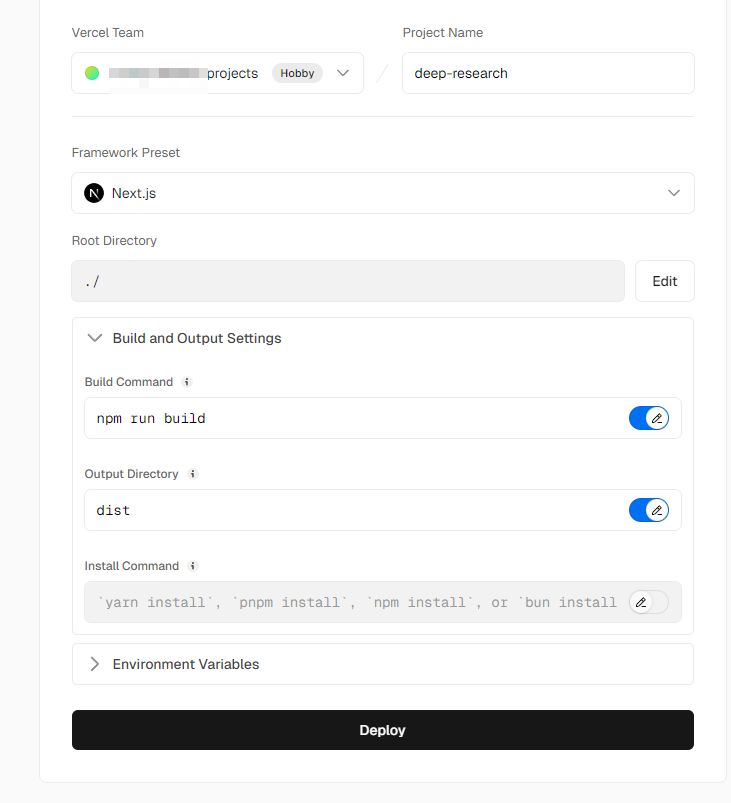 Vercel Team
Project Name
projects Hobby / deep-research
Framework Preset
N Next.js
Root Directory
./ Edit
Build and Output Settings
Build Command i
npm run build
Output Directory i
dist
Install Command i
`yarn install`, `pnpm install`, `npm install`, or `bun install
Environment Variables
Deploy